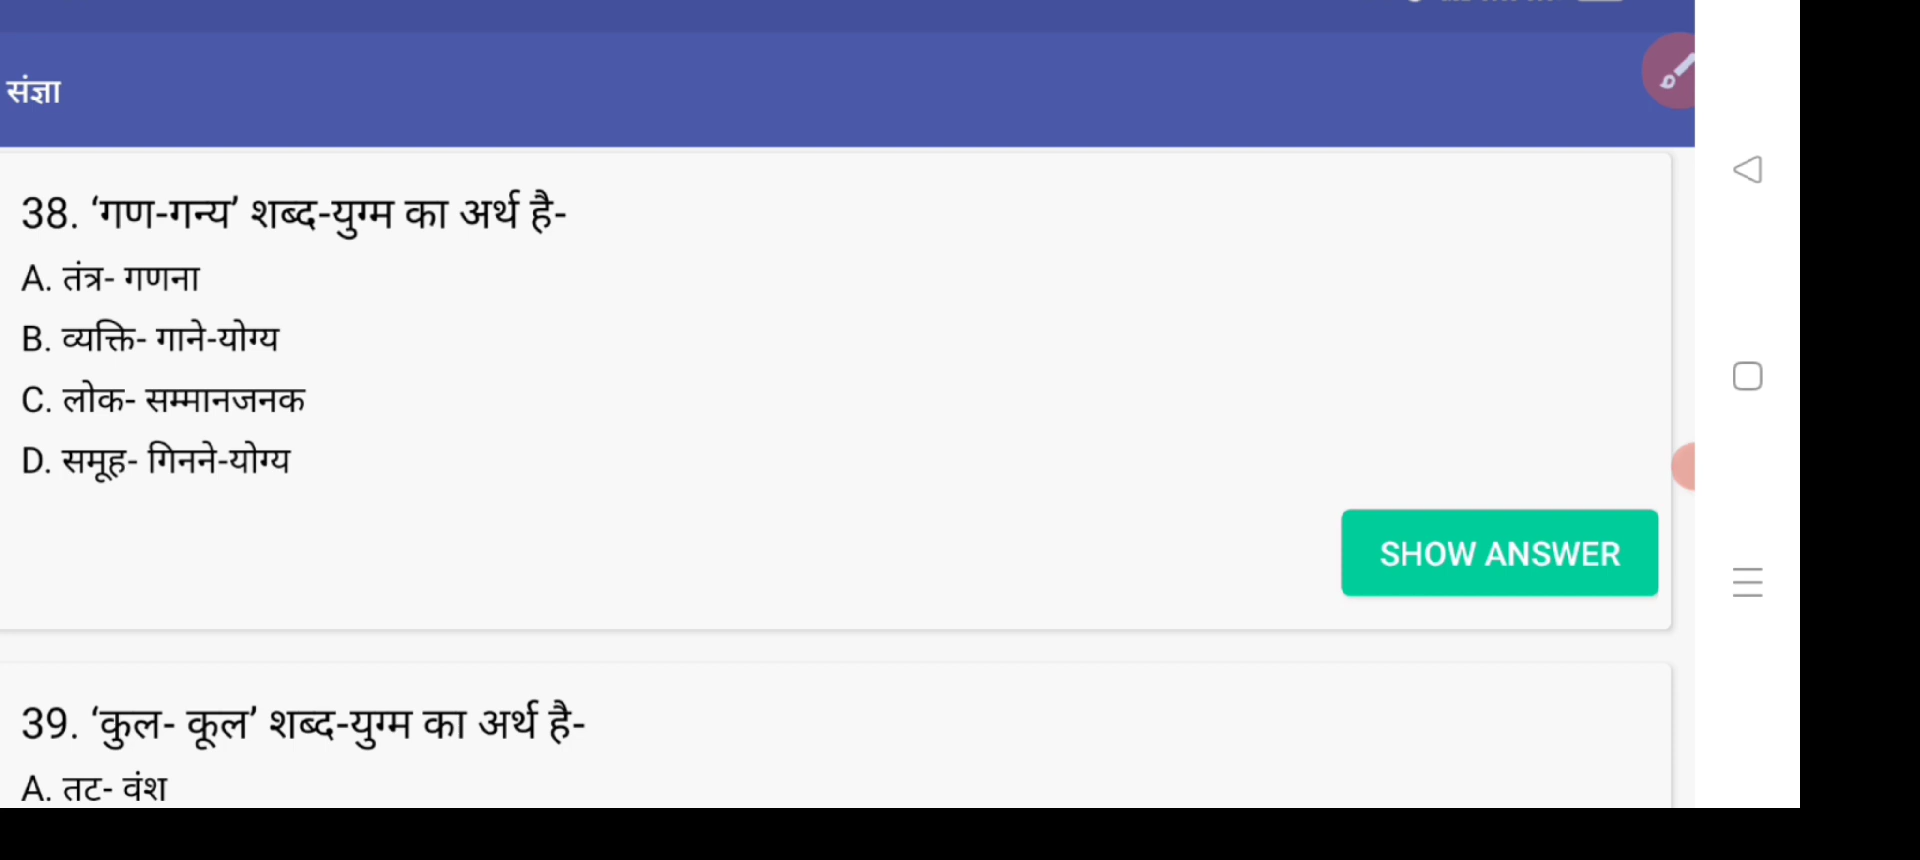 संज्ञा
38. ‘गण-गन्य’ शब्द-युग्म का अर्थ है-
A. तंत्र- गणना
B. व्यक्ति- गाने-योग्य
C. लोक- सम्मानजनक
D. समूह- गिनने-योग्य
SHOW ANSWER
39. ‘कुल- कूल’ शब्द-युग्म का अर्थ है-
A. तट- वंश